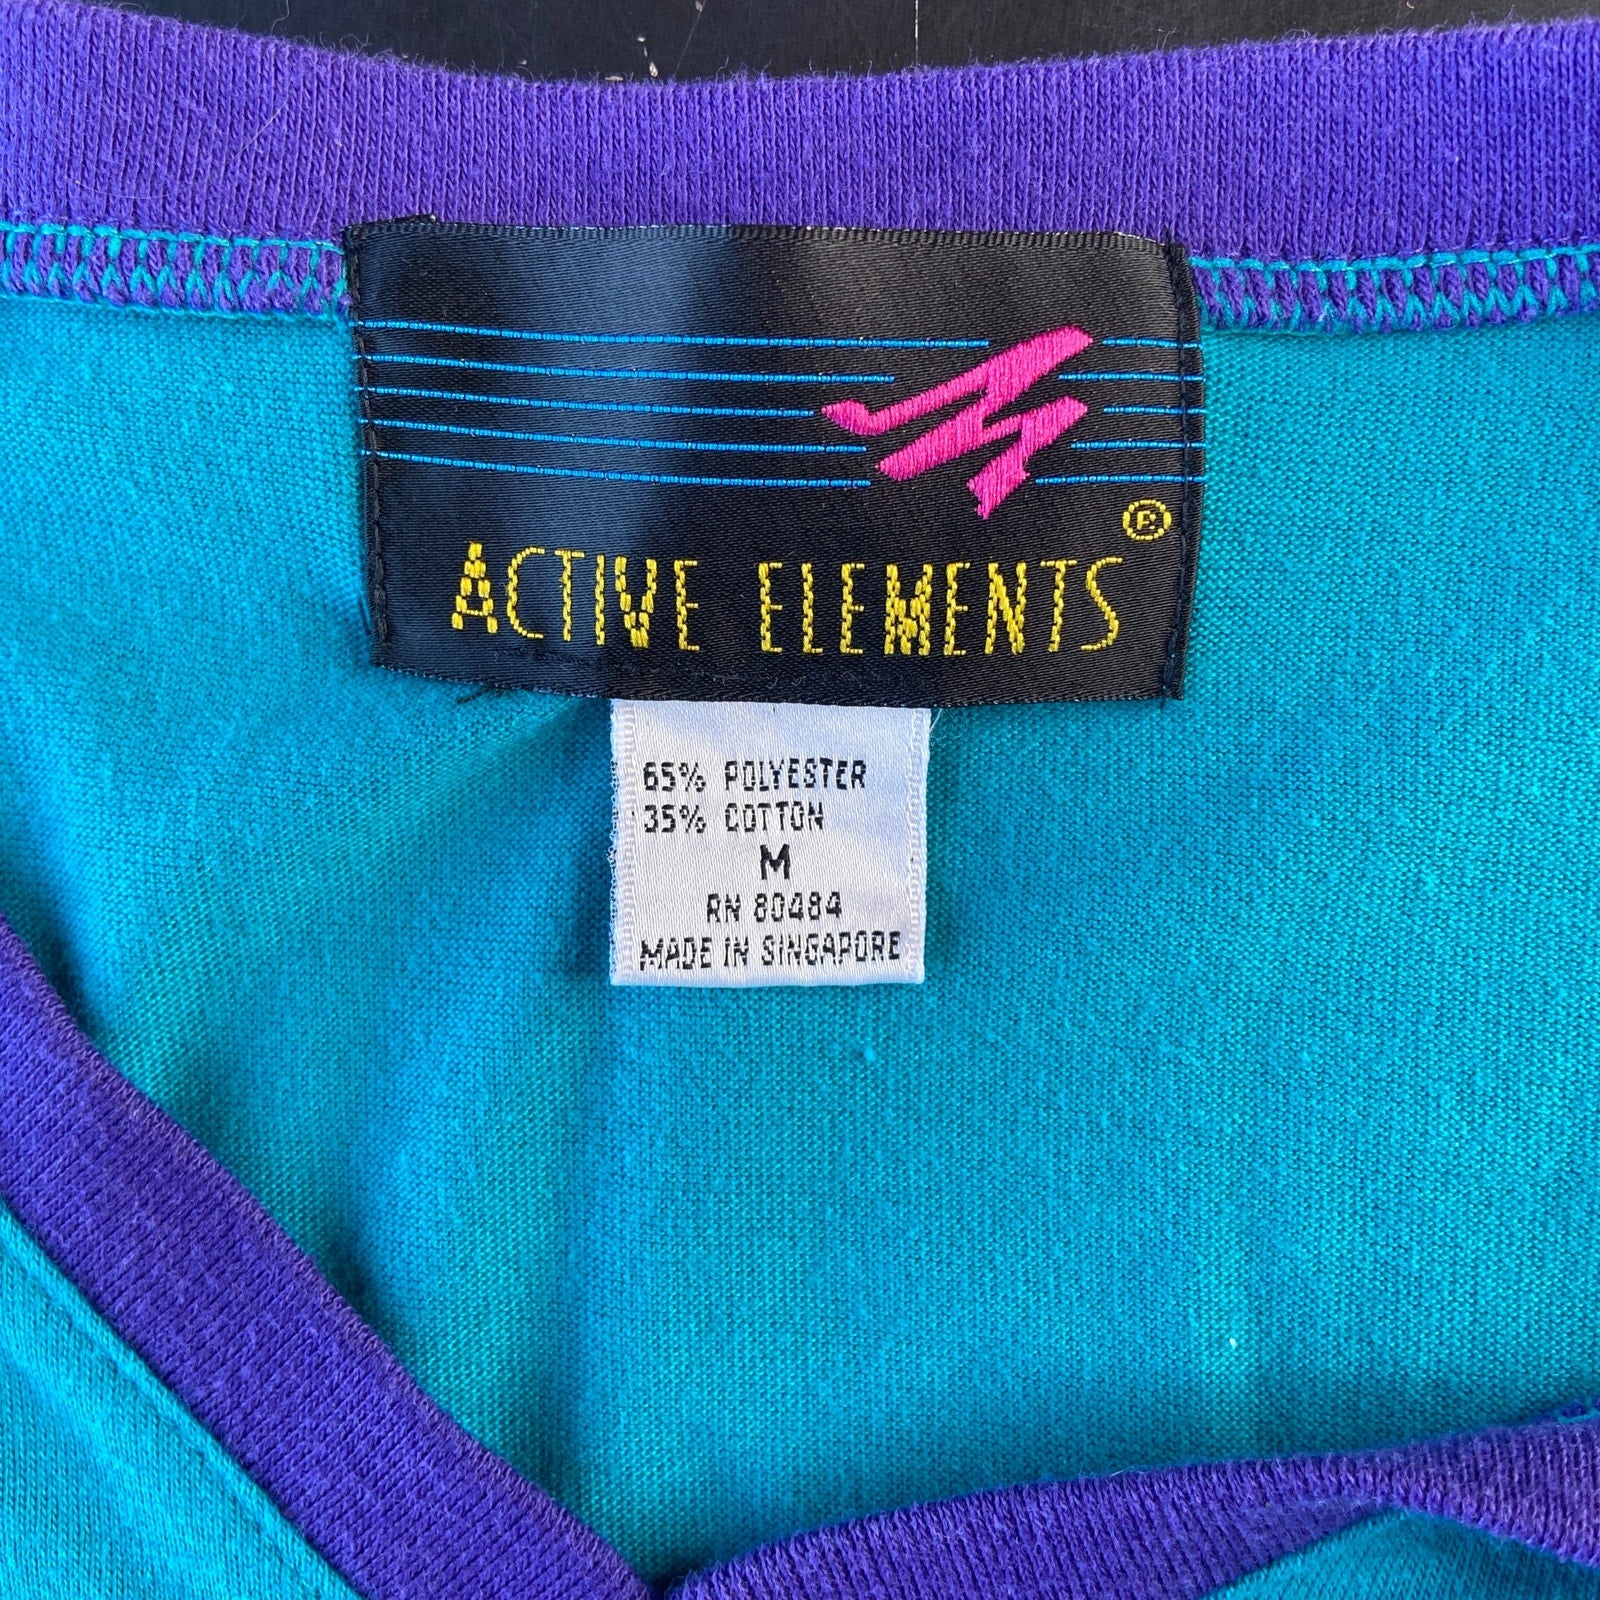 ACTIVE ELEMENTS®
65% POLYESTER
35% COTTON
M
RN 80484
MADE IN SINGAPORE